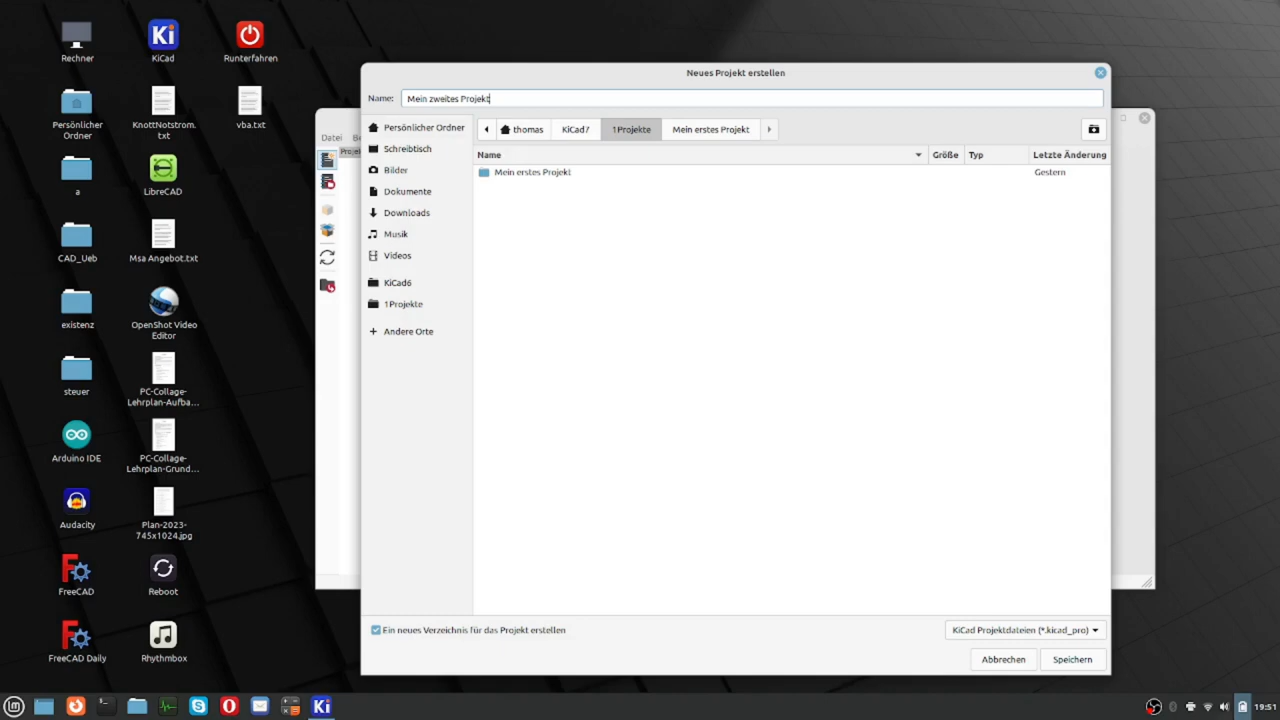 Rechner
Ki
KiCad
Runterfahren
Persönlicher
Ordner
KnottNotstrom.
txt
vba.txt
a
LibreCAD
CAD_Ueb
Msa Angebot.txt
existenz
OpenShot Video
Editor
steuer
PC-Collage-
Lehrplan-Aufba...
Arduino IDE
PC-Collage-
Lehrplan-Grund...
Audacity
Plan-2023-
745x1024.jpg
FreeCAD
Reboot
FreeCAD Daily
Rhythmbox
Datei
Projek
Neues Projekt erstellen
Name: Mein zweites Projekt
Persönlicher Ordner
Schreibtisch
Bilder
Dokumente
Downloads
Musik
Videos
KiCad6
1Projekte
Andere Orte
thomas KiCad7 1Projekte Mein erstes Projekt
Name Größe Typ Letzte Änderung
Mein erstes Projekt Gestern
Ein neues Verzeichnis für das Projekt erstellen
KiCad Projektdateien (*.kicad_pro)
Abbrechen Speichern
Ki
19:51